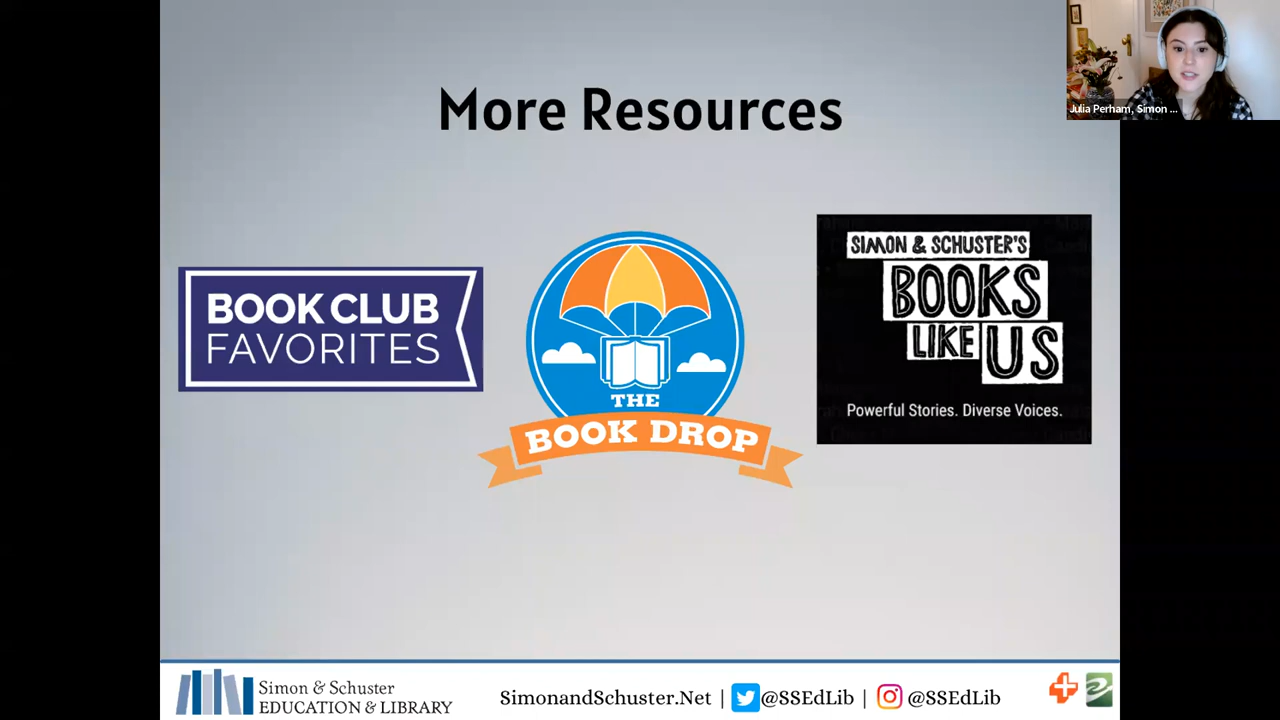 More Resources
Julia Perham, Simon ...
BOOK CLUB
FAVORITES
THE
BOOK DROP
SIMON & SCHUSTER'S
BOOKS
LIKE US
Powerful Stories. Diverse Voices.
Simon & Schuster
EDUCATION & LIBRARY
SimonandSchuster.Net | @SSEdLib | @SSEdLib